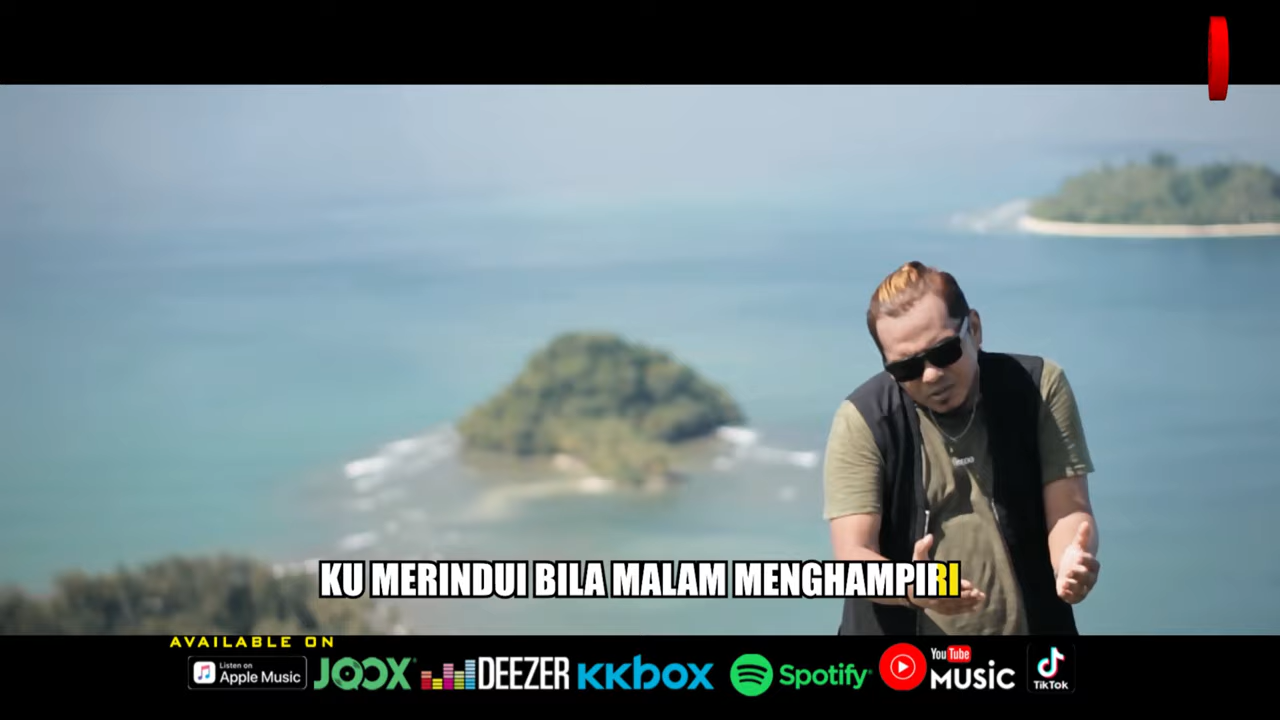 KU MERINDUI BILA MALAM MENGHAMPIRI
AVAILABLE ON
Listen on
Apple Music
JOOX
DEEZER
KKBOX
Spotify
YouTube
MUSIC
TikTok